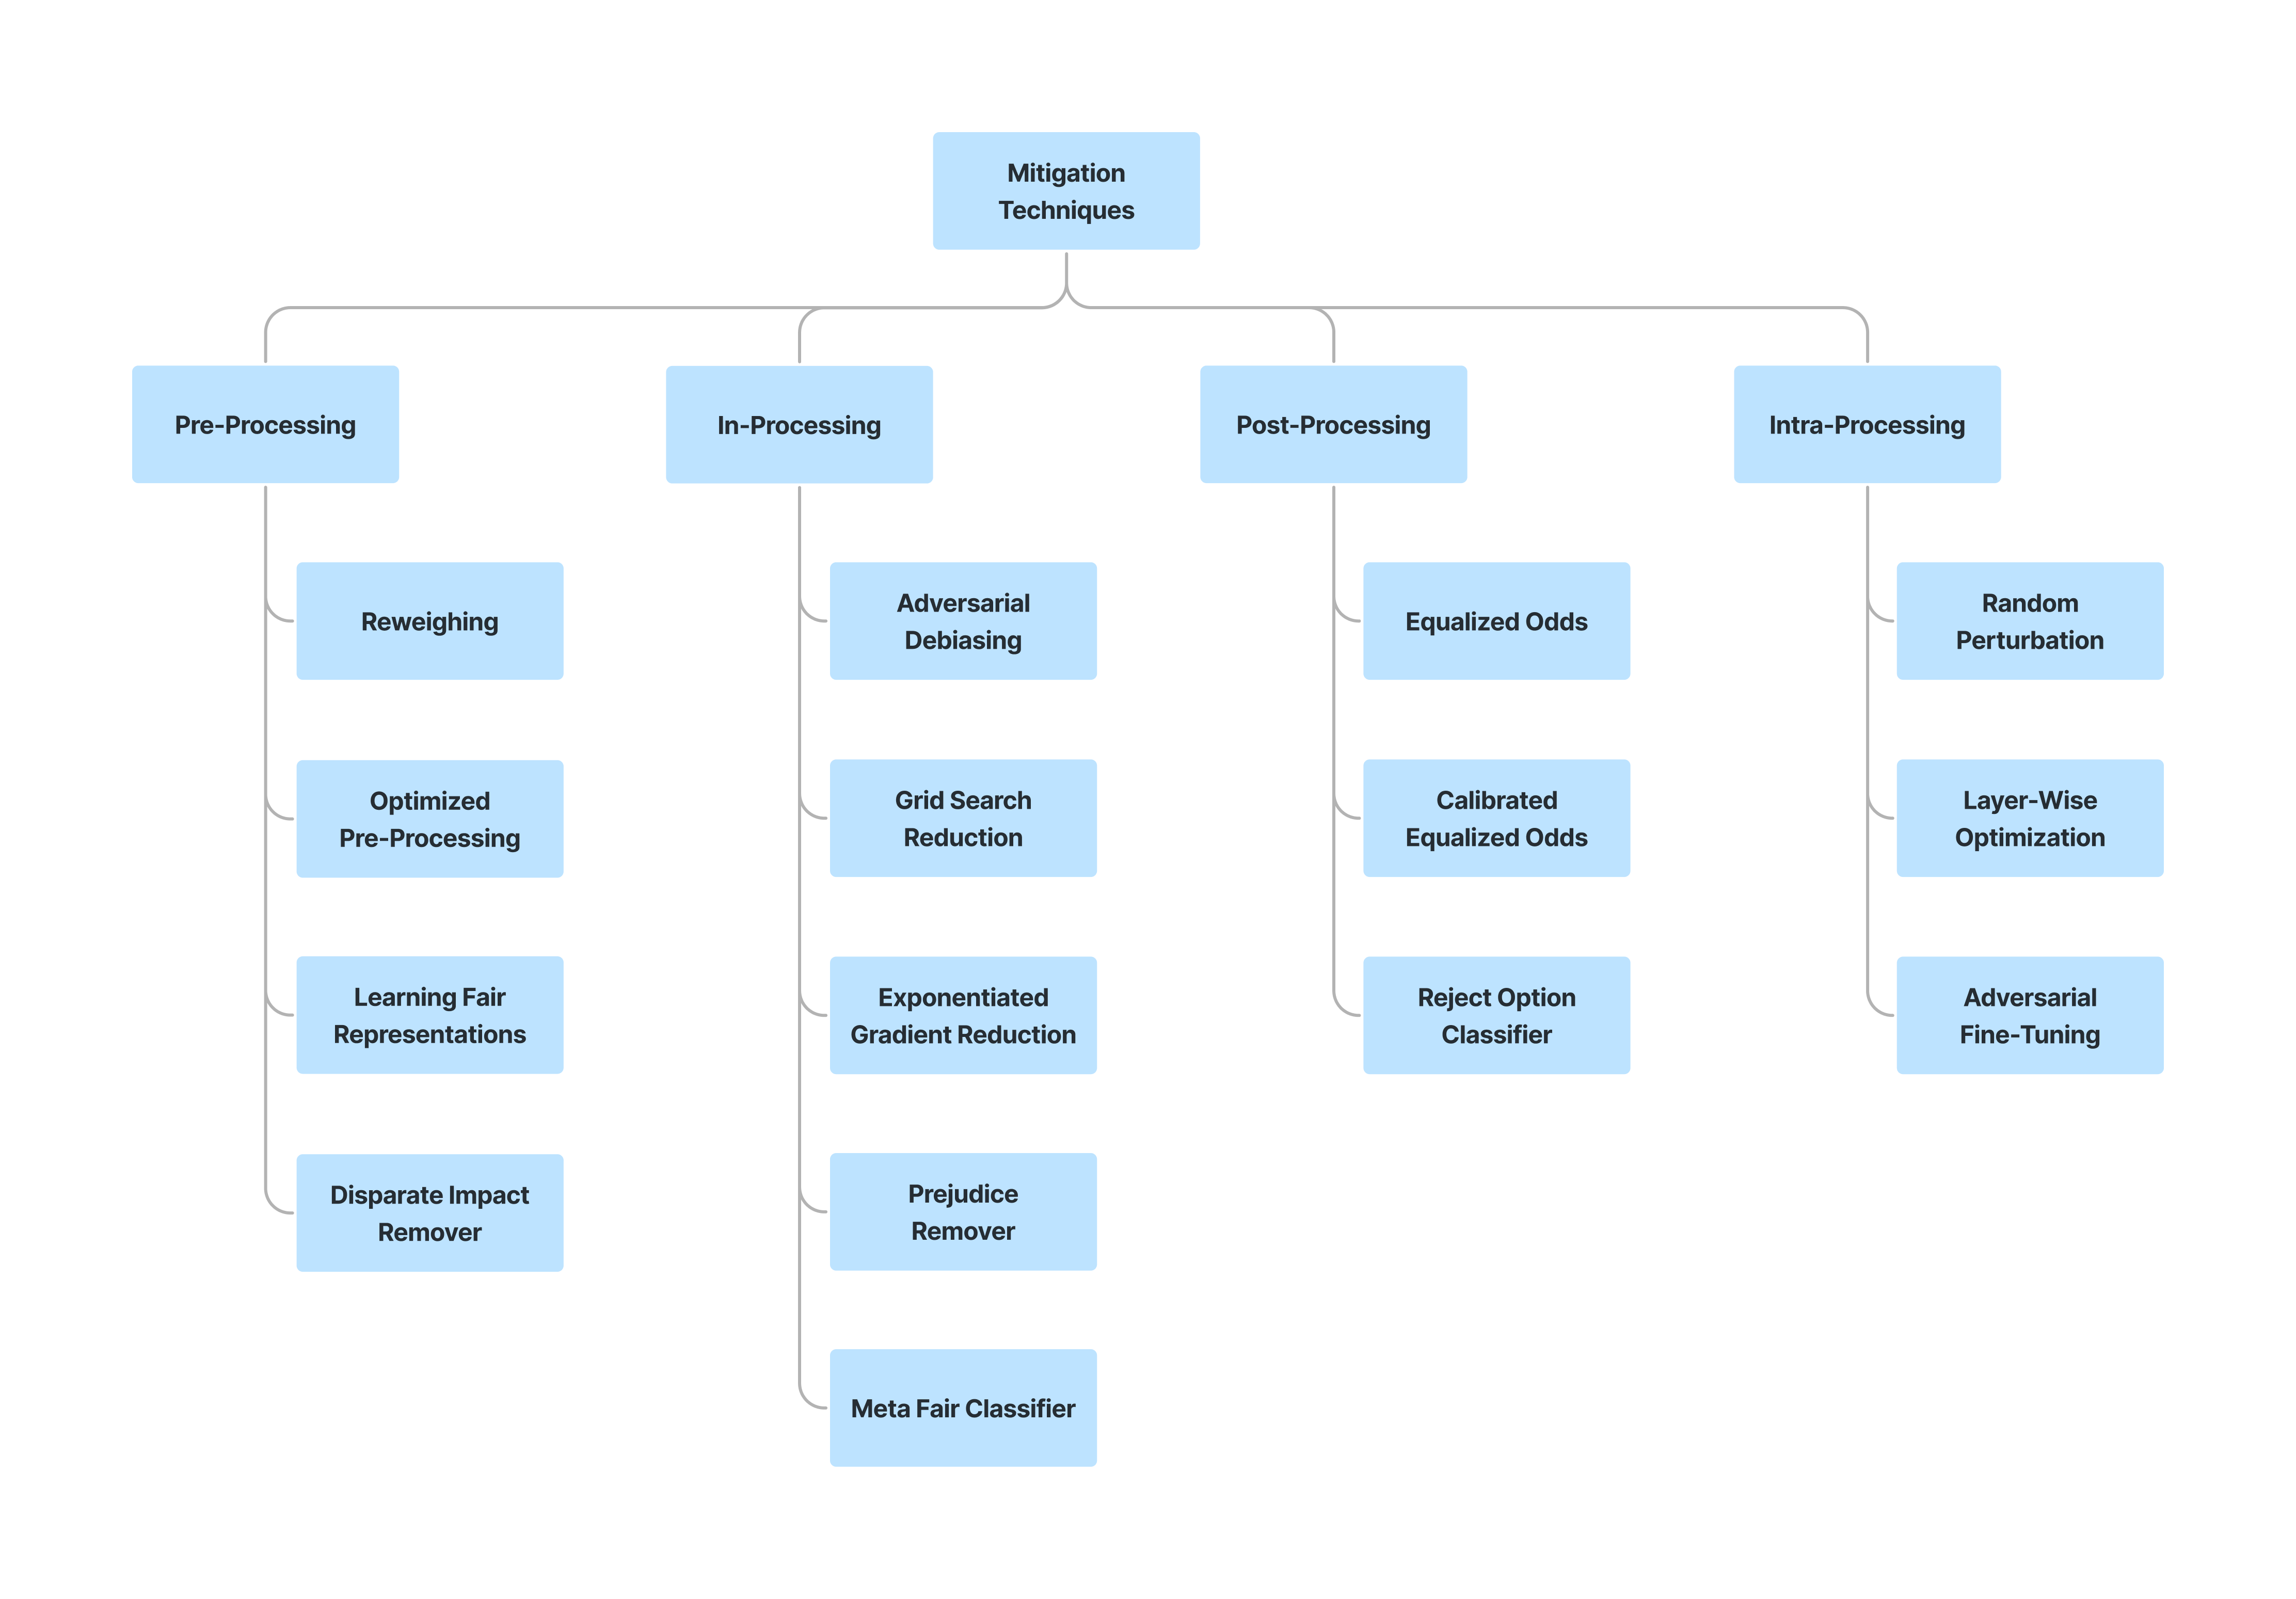 Mitigation
Techniques
Pre-Processing
In-Processing
Post-Processing
Intra-Processing
Reweighing
Optimized
Pre-Processing
Learning Fair
Representations
Disparate Impact
Remover
Adversarial
Debiasing
Grid Search
Reduction
Exponentiated
Gradient Reduction
Prejudice
Remover
Meta Fair Classifier
Equalized Odds
Calibrated
Equalized Odds
Reject Option
Classifier
Random
Perturbation
Layer-Wise
Optimization
Adversarial
Fine-Tuning